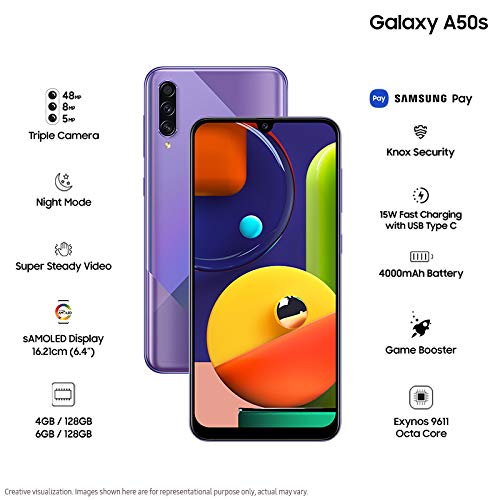 Galaxy A50s
48MP
8MP
5MP
Triple Camera
Night Mode
Super Steady Video
sAMOLED Display
16.21cm (6.4")
4GB / 128GB
6GB / 128GB
Pay SAMSUNG Pay
Knox Security
15W Fast Charging
with USB Type C
4000mAh Battery
Game Booster
Exynos 9611
Octa Core
Creative visualization. Images shown here are for representational purpose only, actual may vary.